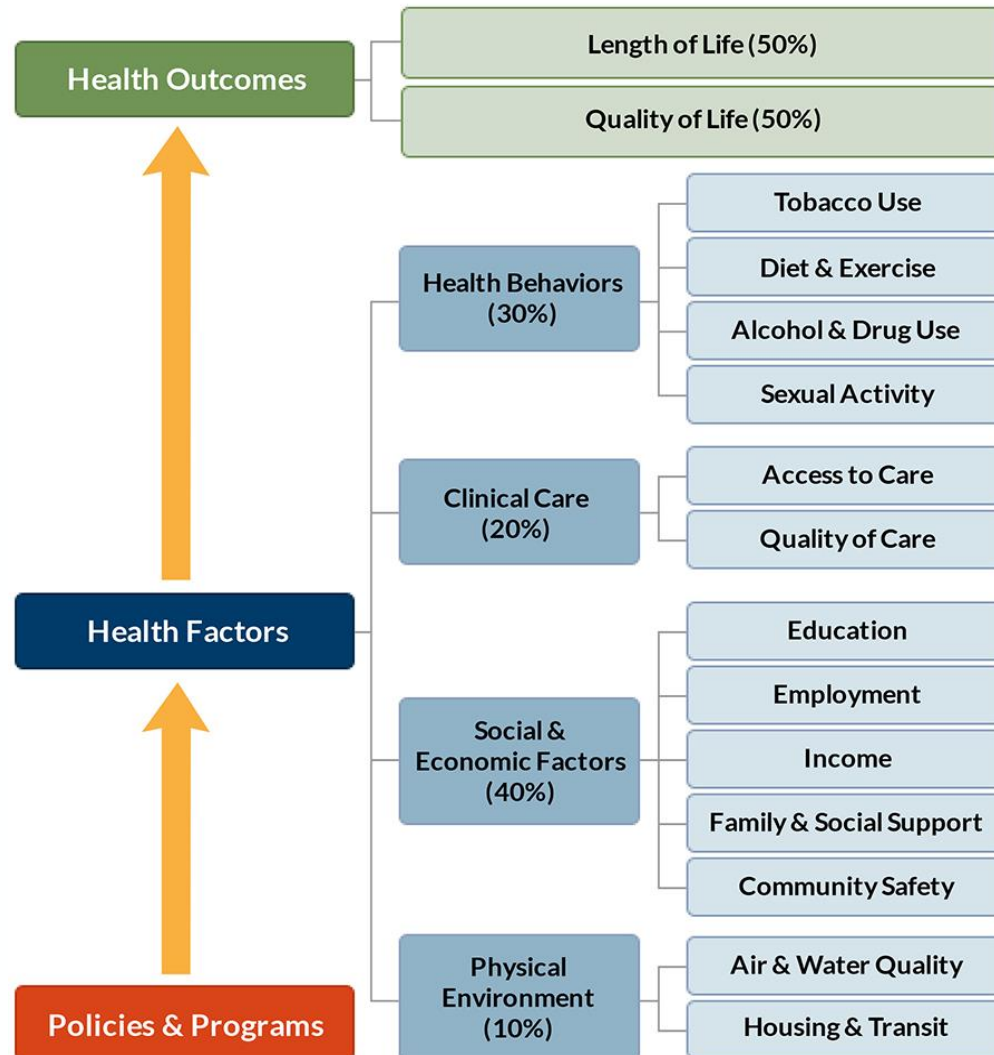 Health Outcomes
Length of Life (50%)
Quality of Life (50%)
Health Factors
Health Behaviors
(30%)
Tobacco Use
Diet & Exercise
Alcohol & Drug Use
Sexual Activity
Clinical Care
(20%)
Access to Care
Quality of Care
Social &
Economic Factors
(40%)
Education
Employment
Income
Family & Social Support
Community Safety
Physical
Environment
(10%)
Air & Water Quality
Housing & Transit
Policies & Programs